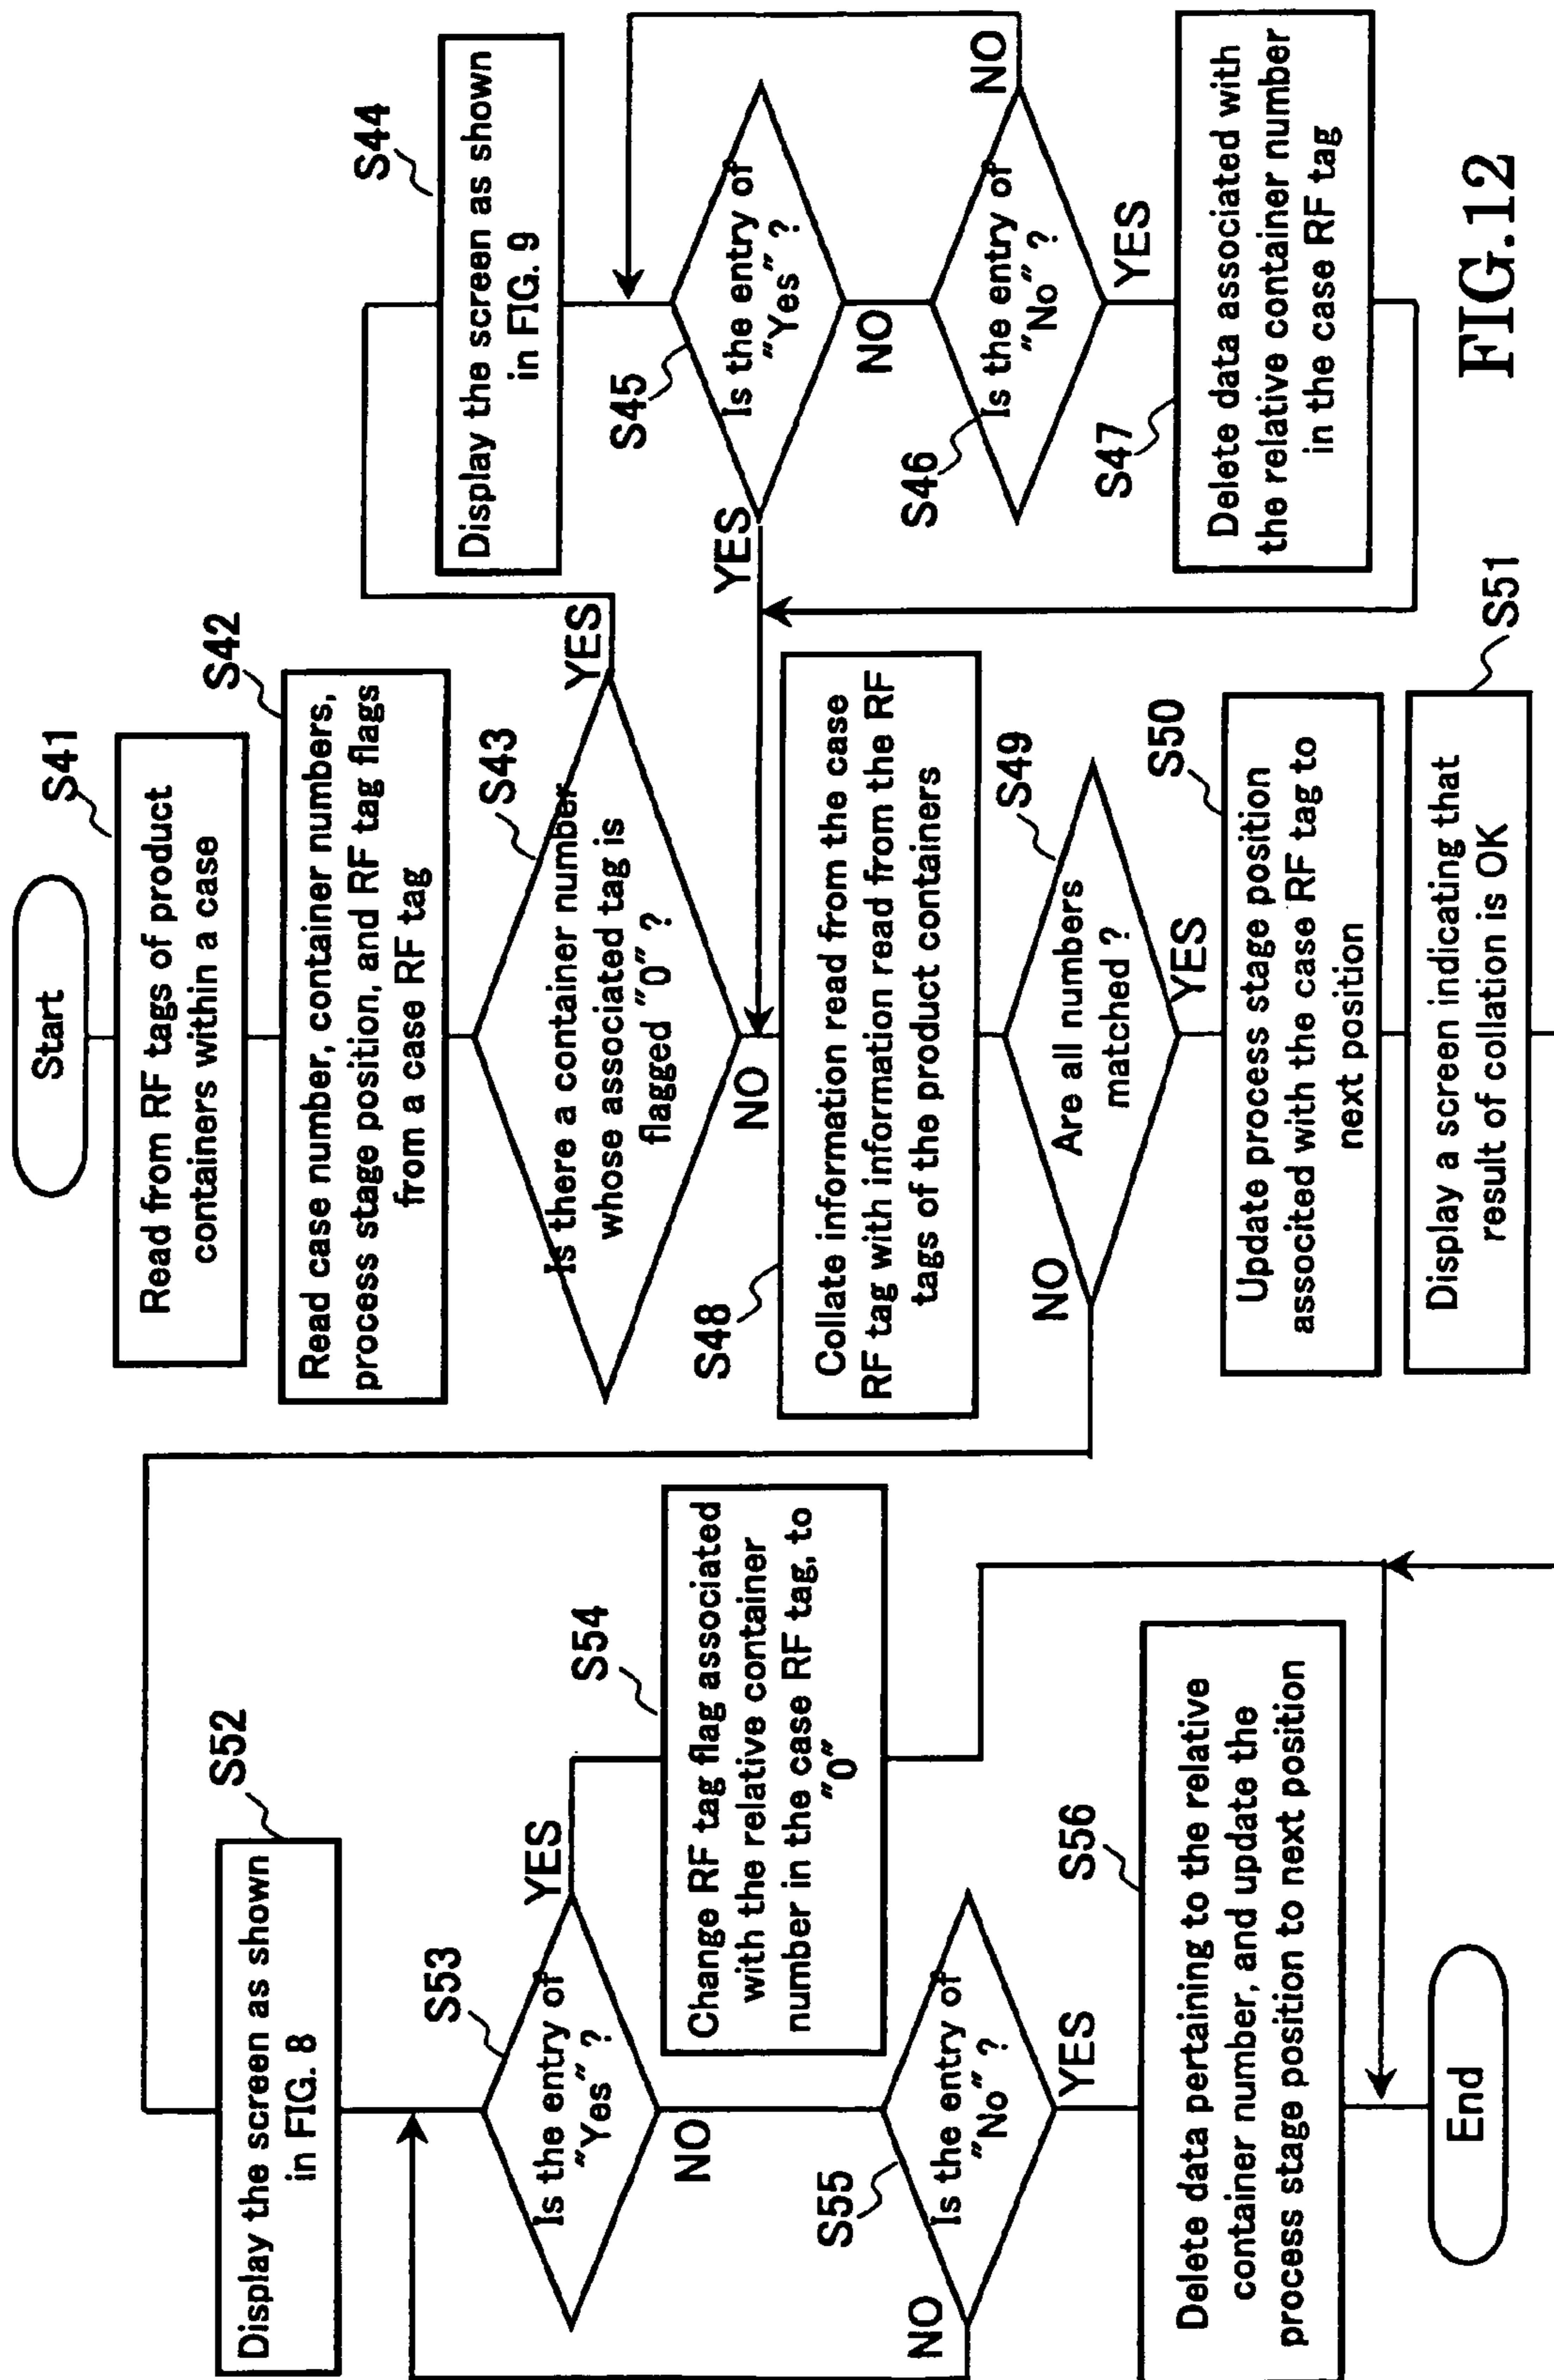 Start
S41
Read from RF tags of product
containers within a case
S42
Read case number, container numbers,
process stage position, and RF tag flags
from a case RF tag
S43
Is there a container number
whose associated tag is
flagged "0" ?
YES
NO
S44
Display the screen as shown
in FIG. 9
S45
Is the entry of
"Yes" ?
YES
NO
S46
Is the entry of
"No" ?
NO
YES
S47
Delete data associated with
the relative container number
in the case RF tag
S48
Collate information read from the case
RF tag with information read from the RF
tags of the product containers
S49
Are all numbers
matched ?
NO
YES
S50
Update process stage position
associted with the case RF tag to
next position
S51
Display a screen indicating that
result of collation is OK
S52
Display the screen as shown
in FIG. 8
S53
Is the entry of
"Yes" ?
YES
NO
S54
Change RF tag flag associated
with the relative container
number in the case RF tag, to
"0"
S55
Is the entry of
"No" ?
NO
YES
S56
Delete data pertaining to the relative
container number, and update the
process stage position to next position
End
FIG.12